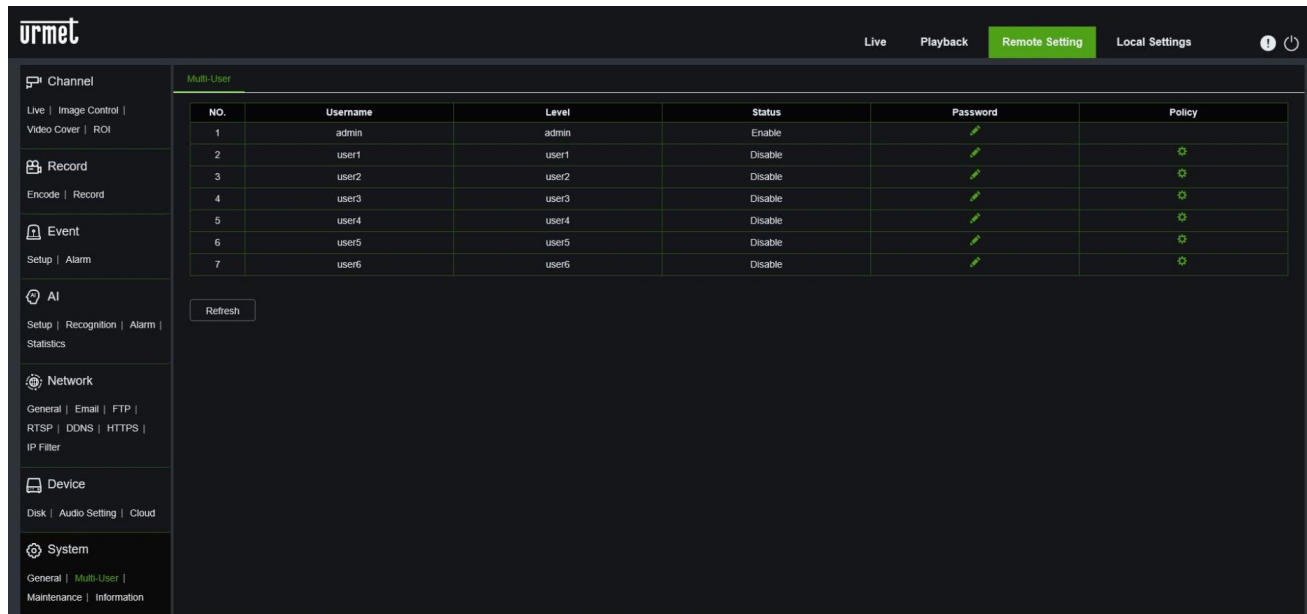 urmet
Live Playback Remote Setting Local Settings
Channel
Live | Image Control |
Video Cover | ROI
Record
Encode | Record
Event
Setup | Alarm
AI
Setup | Recognition | Alarm |
Statistics
Network
General | Email | FTP |
RTSP | DDNS | HTTPS |
IP Filter
Device
Disk | Audio Setting | Cloud
System
General | Multi-User |
Maintenance | Information
Multi-User
NO. Username Level Status Password Policy
1 admin admin Enable
2 user1 user1 Disable
3 user2 user2 Disable
4 user3 user3 Disable
5 user4 user4 Disable
6 user5 user5 Disable
7 user6 user6 Disable
Refresh